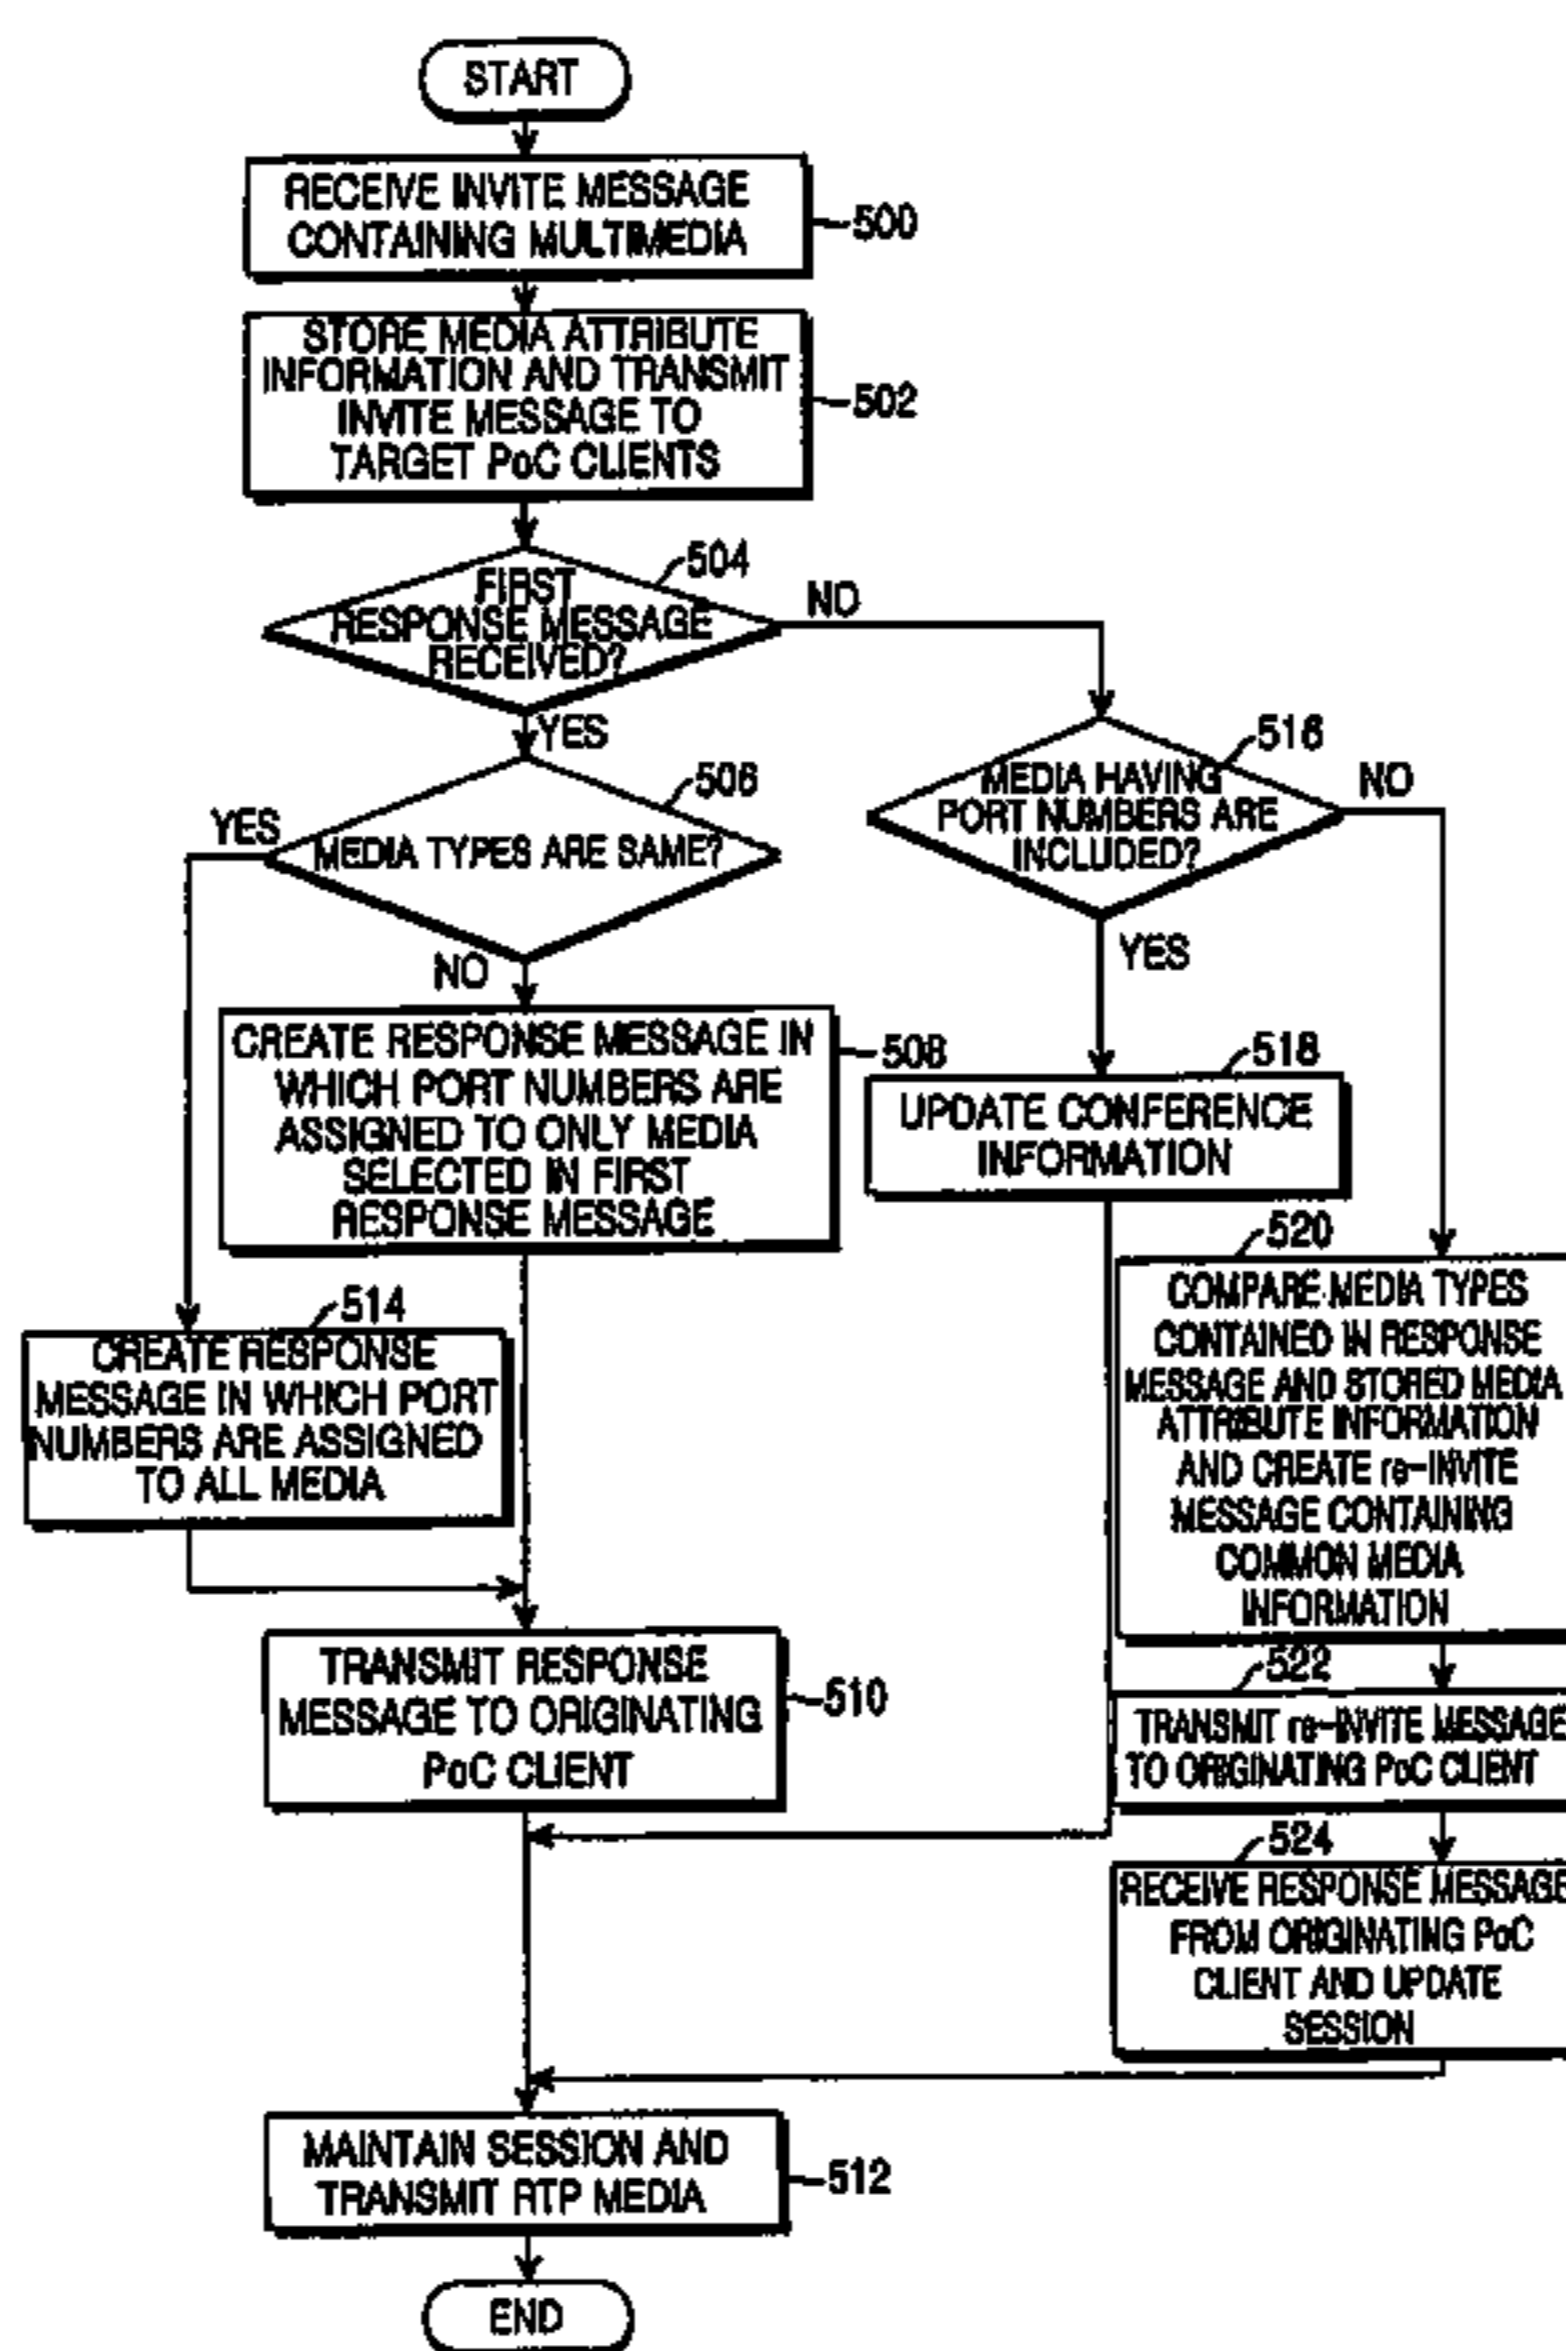 START
RECEIVE INVITE MESSAGE
CONTAINING MULTIMEDIA
500
STORE MEDIA ATTRIBUTE
INFORMATION AND TRANSMIT
INVITE MESSAGE TO
TARGET PoC CLIENTS
502
FIRST
RESPONSE MESSAGE
RECEIVED?
504
NO
YES
MEDIA TYPES ARE SAME?
506
YES
NO
MEDIA HAVING
PORT NUMBERS ARE
INCLUDED?
516
NO
YES
CREATE RESPONSE MESSAGE IN
WHICH PORT NUMBERS ARE
ASSIGNED TO ONLY MEDIA
SELECTED IN FIRST
RESPONSE MESSAGE
508
UPDATE CONFERENCE
INFORMATION
518
514
CREATE RESPONSE
MESSAGE IN WHICH PORT
NUMBERS ARE ASSIGNED
TO ALL MEDIA
520
COMPARE MEDIA TYPES
CONTAINED IN RESPONSE
MESSAGE AND STORED MEDIA
ATTRIBUTE INFORMATION
AND CREATE re-INVITE
MESSAGE CONTAINING
COMMON MEDIA
INFORMATION
TRANSMIT RESPONSE
MESSAGE TO ORIGINATING
PoC CLIENT
510
522
TRANSMIT re-INVITE MESSAGE
TO ORIGINATING PoC CLIENT
524
RECEIVE RESPONSE MESSAGE
FROM ORIGINATING PoC
CLIENT AND UPDATE
SESSION
MAINTAIN SESSION AND
TRANSMIT RTP MEDIA
512
END